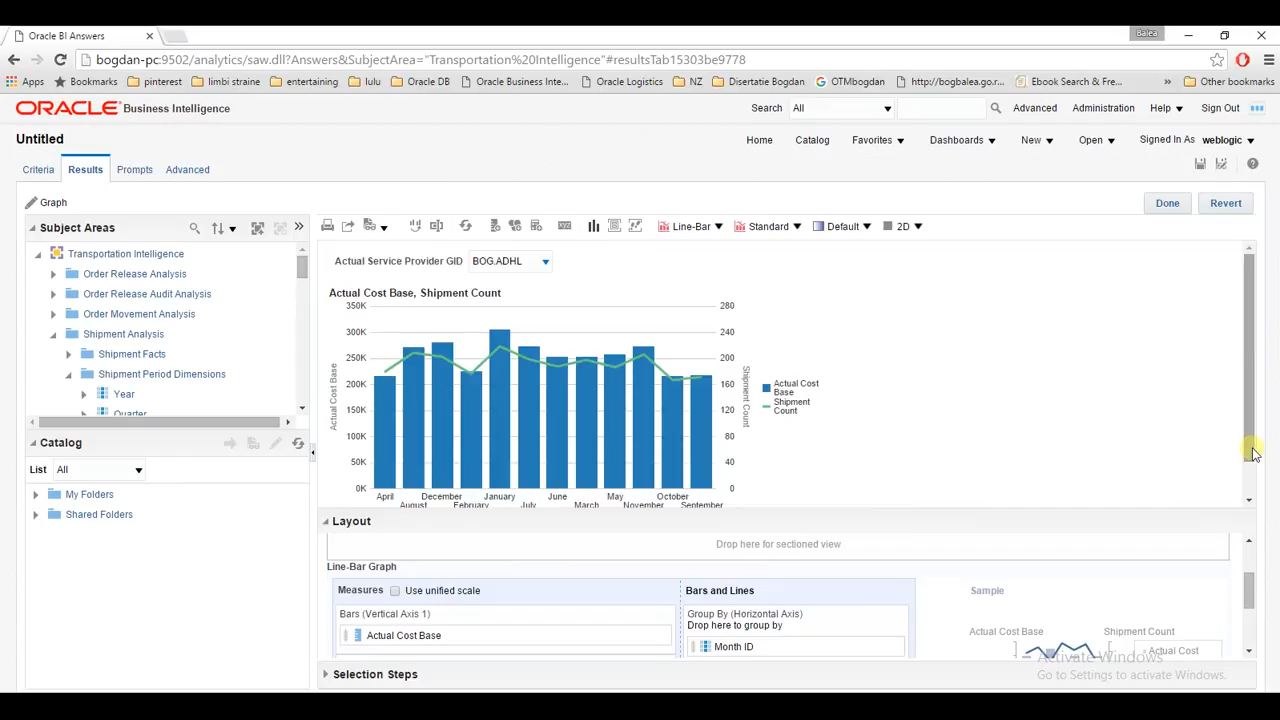 Oracle BI Answers
Balea
bogdan-pc:9502/analytics/saw.dll?Answers&SubjectArea="Transportation%20Intelligence"#resultsTab15303be9778
Apps Bookmarks pinterest limbi straine entertaining lulu Oracle DB Oracle Business Inte... Oracle Logistics NZ Disertatie Bogdan OTMbogdan http://bogbalea.go.r... Ebook Search & Fre... » Other bookmarks
ORACLE Business Intelligence
Search All Advanced Administration Help Sign Out
Untitled
Home Catalog Favorites Dashboards New Open Signed In As weblogic
Criteria Results Prompts Advanced
Graph
Done Revert
Subject Areas
Line-Bar Standard Default 2D
Transportation Intelligence
Order Release Analysis
Order Release Audit Analysis
Order Movement Analysis
Shipment Analysis
Shipment Facts
Shipment Period Dimensions
Year
Quarter
Catalog
List All
My Folders
Shared Folders
Actual Service Provider GID BOG.ADHL
Actual Cost Base, Shipment Count
350K
300K
250K
200K
150K
100K
50K
0K
Actual Cost Base
280
240
200
160
120
80
40
0
Shipment Count
Actual Cost
Base
Shipment
Count
April December January June May October
August February July March November September
Layout
Drop here for sectioned view
Line-Bar Graph
Measures Use unified scale
Bars (Vertical Axis 1)
Actual Cost Base
Bars and Lines
Group By (Horizontal Axis)
Drop here to group by
Month ID
Sample
Actual Cost Base Shipment Count
Actual Cost
Activate Windows
Go to Settings to activate Windows.
Selection Steps